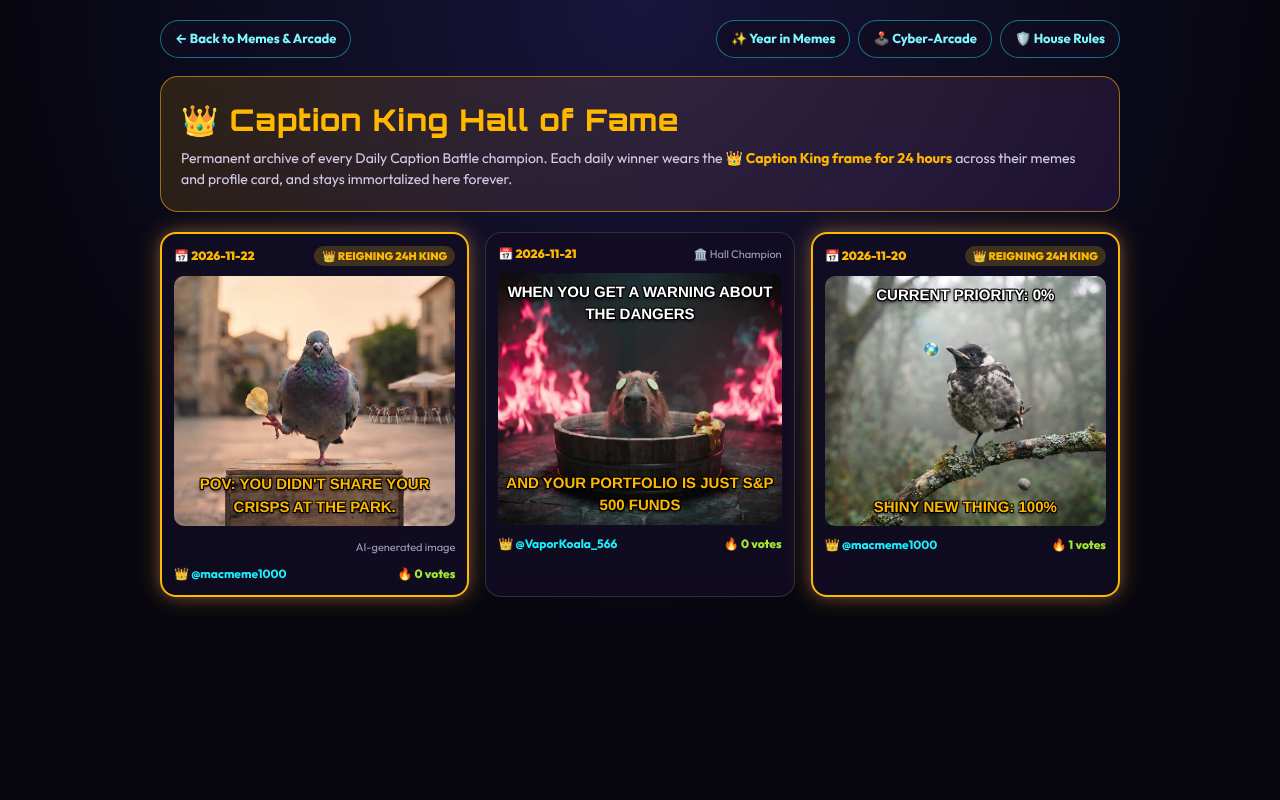 ← Back to Memes & Arcade
✨ Year in Memes
🕹️ Cyber-Arcade
🛡️ House Rules
👑 Caption King Hall of Fame
Permanent archive of every Daily Caption Battle champion. Each daily winner wears the 👑 Caption King frame for 24 hours across their memes
and profile card, and stays immortalized here forever.
📅 2026-11-22
👑 REIGNING 24H KING
POV: YOU DIDN'T SHARE YOUR
CRISPS AT THE PARK.
AI-generated image
👑 @macmeme1000
🔥 0 votes
📅 2026-11-21
🏛️ Hall Champion
WHEN YOU GET A WARNING ABOUT
THE DANGERS
AND YOUR PORTFOLIO IS JUST S&P
500 FUNDS
👑 @VaporKoala_566
🔥 0 votes
📅 2026-11-20
👑 REIGNING 24H KING
CURRENT PRIORITY: 0%
SHINY NEW THING: 100%
👑 @macmeme1000
🔥 1 votes